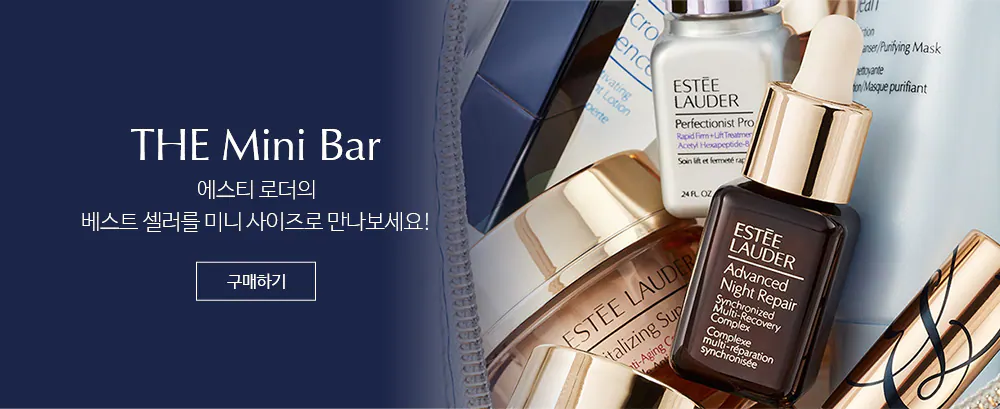 THE Mini Bar
에스티 로더의
베스트 셀러를 미니 사이즈로 만나보세요!
구매하기
ESTĒE
LAUDER
Perfectionist Pro
Rapid Firm+Lift Treatment
Acetyl Hexapeptide-8
Soin lift et fermeté
.24 FL. OZ
anser/Purifying Mask
nettoyante
Masque purifiant
Lotion
ESTĒE LAUDER
ESTĒE
LAUDER
Advanced
Night Repair
Synchronized
Multi-Recovery
Complex
Complexe
multi-réparation
synchronisée